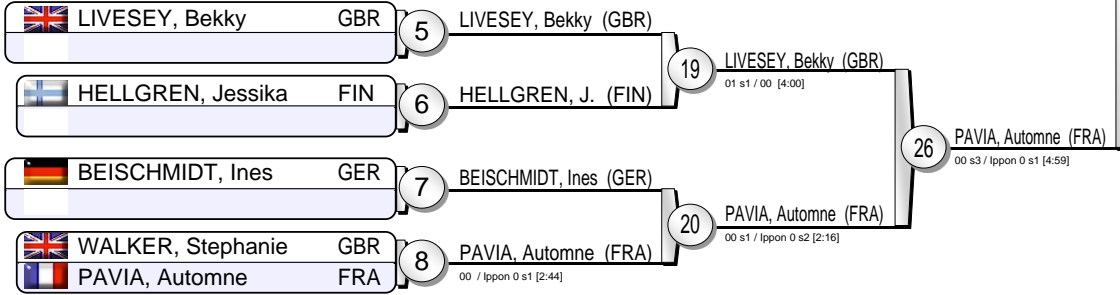 LIVESEY, Bekky GBR
5
LIVESEY, Bekky (GBR)
HELLGREN, Jessika FIN
6
HELLGREN, J. (FIN)
19
LIVESEY, Bekky (GBR)
01 s1 / 00 [4:00]
BEISCHMIDT, Ines GER
7
BEISCHMIDT, Ines (GER)
WALKER, Stephanie GBR
PAVIA, Automne FRA
8
PAVIA, Automne (FRA)
00 / Ippon 0 s1 [2:44]
20
PAVIA, Automne (FRA)
00 s1 / Ippon 0 s2 [2:16]
26
PAVIA, Automne (FRA)
00 s3 / Ippon 0 s1 [4:59]